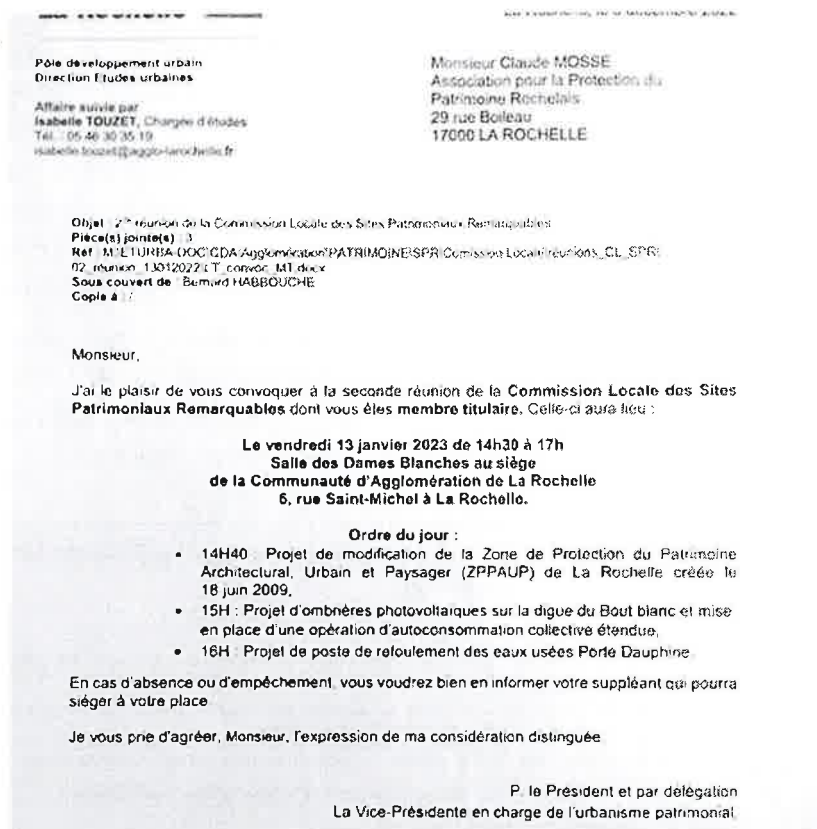 Pôle développement urbain
Direction Etudes urbaines
Affaire suivie par
Isabelle TOUZET, Chargée d'études
Tél. : 05 46 30 35 19
isabelle.touzet@agglo-larochelle.fr
Monsieur Claude MOSSE
Association pour la Protection du
Patrimoine Rochelais
29 rue Boileau
17000 LA ROCHELLE
Objet : 2è réunion de la Commission Locale des Sites Patrimoniaux Remarquables
Pièce(s) jointe(s) : 3
Réf : PATRIMOINE\SPR\
Sous couvert de : Bernard HABBOUCHE
Copie à : /
Monsieur,
J'ai le plaisir de vous convoquer à la seconde réunion de la Commission Locale des Sites
Patrimoniaux Remarquables dont vous êtes membre titulaire. Celle-ci aura lieu :
Le vendredi 13 janvier 2023 de 14h30 à 17h
Salle des Dames Blanches au siège
de la Communauté d'Agglomération de La Rochelle
6, rue Saint-Michel à La Rochelle.
Ordre du jour :
• 14H40 : Projet de modification de la Zone de Protection du Patrimoine
Architectural, Urbain et Paysager (ZPPAUP) de La Rochelle créée le
18 juin 2009,
• 15H : Projet d'ombrières photovoltaïques sur la digue du Bout blanc et mise
en place d'une opération d'autoconsommation collective étendue,
• 16H : Projet de poste de refoulement des eaux usées Porte Dauphine
En cas d'absence ou d'empêchement, vous voudrez bien en informer votre suppléant qui pourra
siéger à votre place
Je vous prie d'agréer, Monsieur, l'expression de ma considération distinguée
P. le Président et par délégation
La Vice-Présidente en charge de l'urbanisme patrimonial,